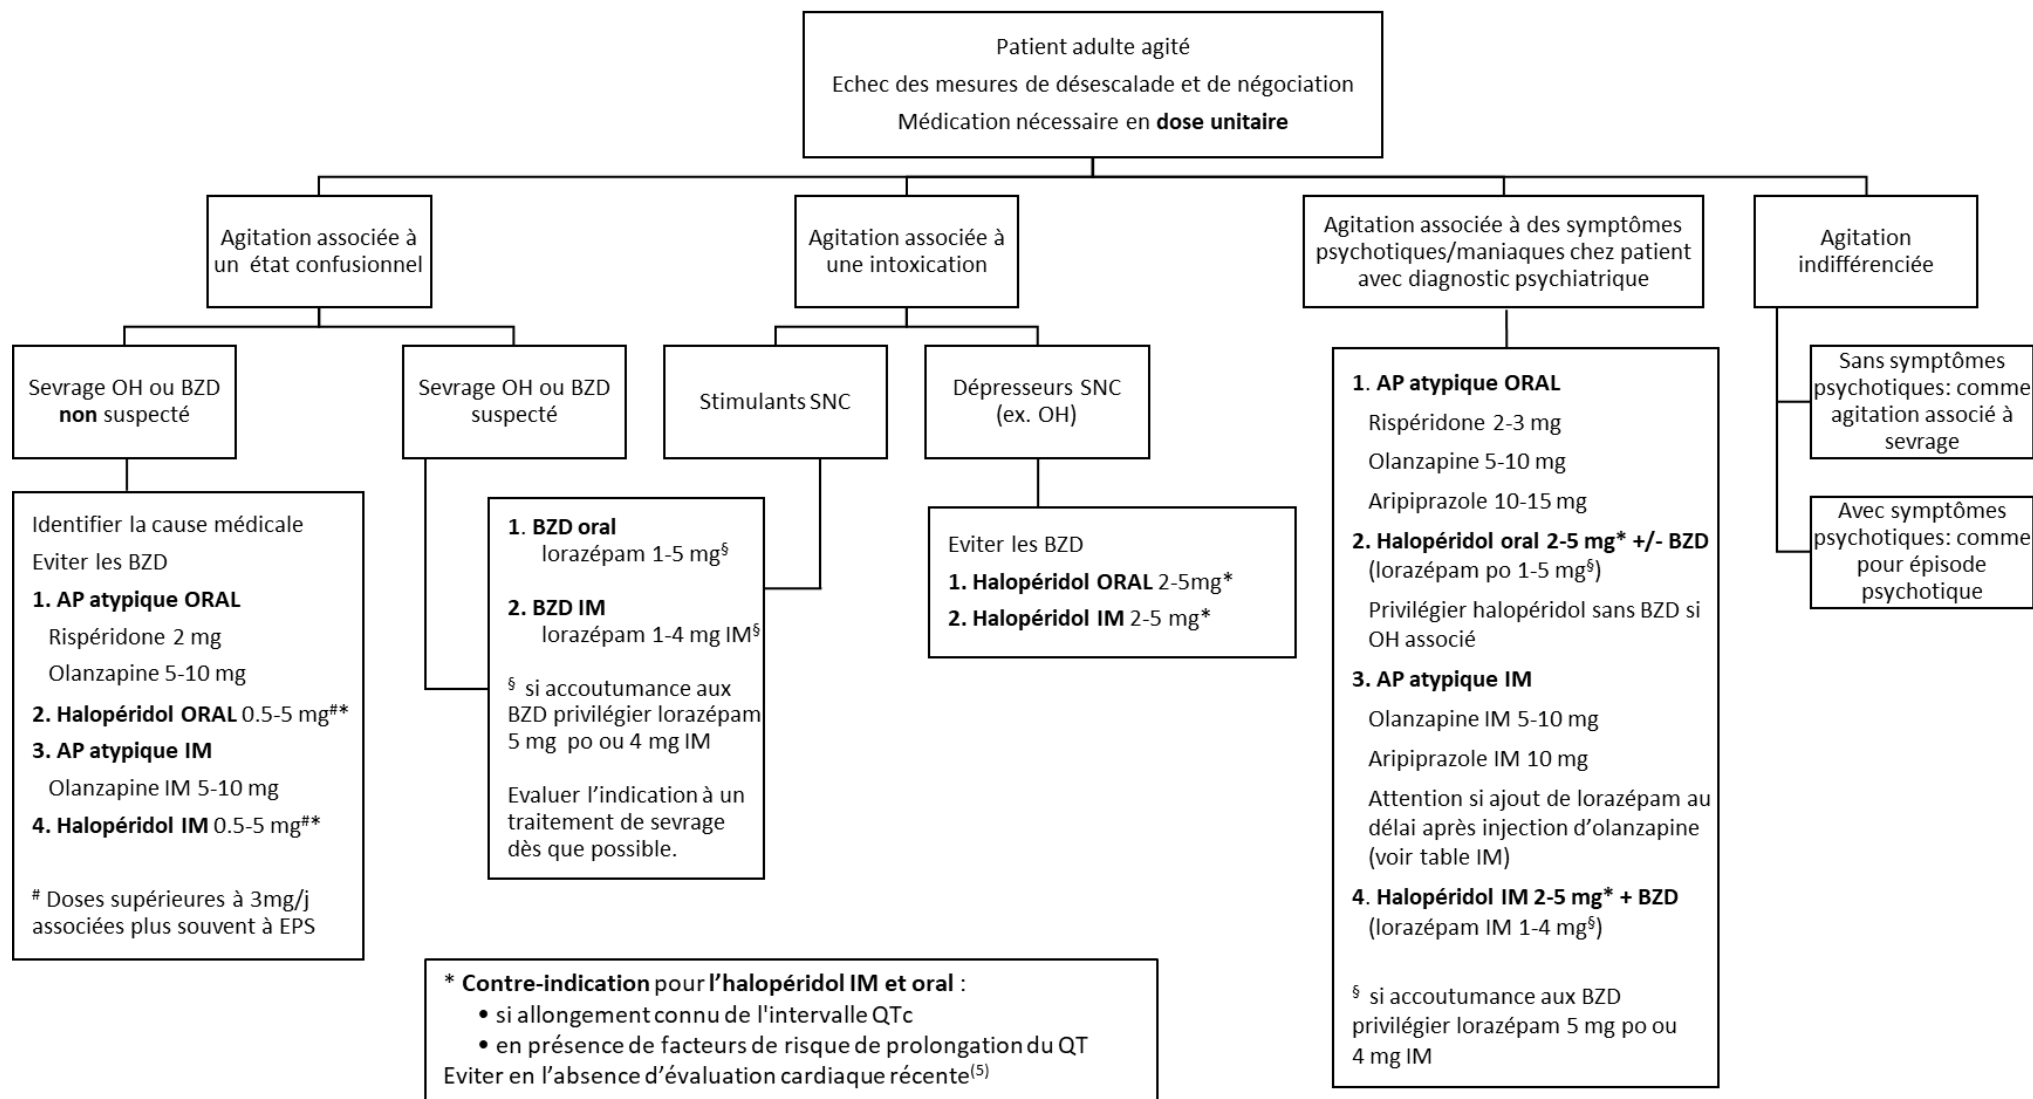 Patient adulte agité
Echec des mesures de désescalade et de négociation
Médication nécessaire en dose unitaire
Agitation associée à
un état confusionnel
Agitation associée à
une intoxication
Agitation associée à des symptômes
psychotiques/maniaques chez patient
avec diagnostic psychiatrique
Agitation
indifférenciée
Sevrage OH ou BZD
non suspecté
Sevrage OH ou BZD
suspecté
Stimulants SNC
Dépresseurs SNC
(ex. OH)
Identifier la cause médicale
Eviter les BZD
1. AP atypique ORAL
Rispéridone 2 mg
Olanzapine 5-10 mg
2. Halopéridol ORAL 0.5-5 mg#*
3. AP atypique IM
Olanzapine IM 5-10 mg
4. Halopéridol IM 0.5-5 mg#*
# Doses supérieures à 3mg/j
associées plus souvent à EPS
1. BZD oral
lorazépam 1-5 mg§
2. BZD IM
lorazépam 1-4 mg IM§
§ si accoutumance aux
BZD privilégier lorazépam
5 mg po ou 4 mg IM
Evaluer l'indication à un
traitement de sevrage
dès que possible.
Eviter les BZD
1. Halopéridol ORAL 2-5mg*
2. Halopéridol IM 2-5 mg*
1. AP atypique ORAL
Rispéridone 2-3 mg
Olanzapine 5-10 mg
Aripiprazole 10-15 mg
2. Halopéridol oral 2-5 mg* +/- BZD
(lorazépam po 1-5 mg§)
Privilégier halopéridol sans BZD si
OH associé
3. AP atypique IM
Olanzapine IM 5-10 mg
Aripiprazole IM 10 mg
Attention si ajout de lorazépam au
délai après injection d'olanzapine
(voir table IM)
4. Halopéridol IM 2-5 mg* + BZD
(lorazépam IM 1-4 mg§)
§ si accoutumance aux BZD
privilégier lorazépam 5 mg po ou
4 mg IM
Sans symptômes
psychotiques: comme
agitation associé à
sevrage
Avec symptômes
psychotiques: comme
pour épisode
psychotique
* Contre-indication pour l'halopéridol IM et oral :
• si allongement connu de l'intervalle QTc
• en présence de facteurs de risque de prolongation du QT
Eviter en l'absence d'évaluation cardiaque récente(5)